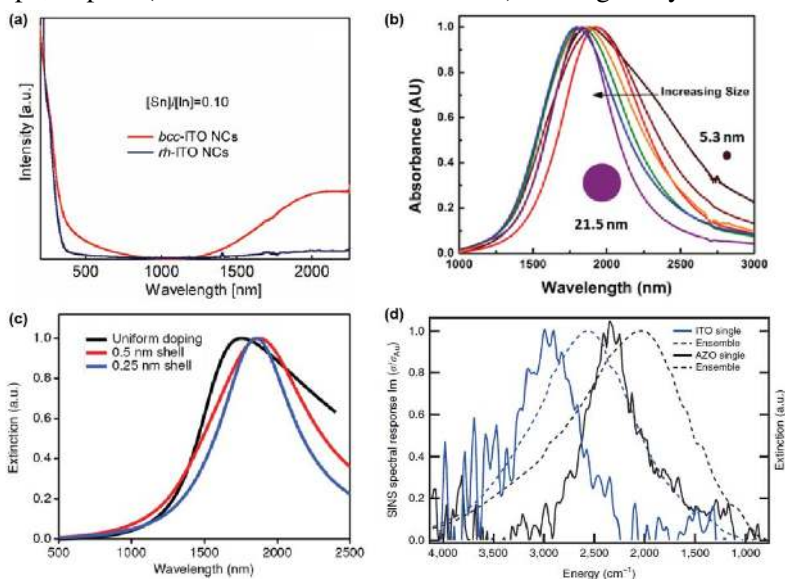 (a)
[Sn]/[In]=0.10
bcc-ITO NCs
rh-ITO NCs
Intensity [a.u.]
500 1000 1500 2000
Wavelength [nm]
(b)
1.0
0.8
0.6
0.4
0.2
Absorbance (AU)
Increasing Size
5.3 nm
21.5 nm
1000 1500 2000 2500 3000
Wavelength (nm)
(c)
Uniform doping
0.5 nm shell
0.25 nm shell
1.0
0.8
0.6
0.4
0.2
0.0
Extinction (a.u.)
500 1000 1500 2000 2500
Wavelength (nm)
(d)
ITO single
Ensemble
AZO single
Ensemble
1.0
0.8
0.6
0.4
0.2
0
SINS spectral response Im (σ/σAu)
Extinction (a.u.)
4,000 3,500 3,000 2,500 2,000 1,500 1,000
Energy (cm⁻¹)